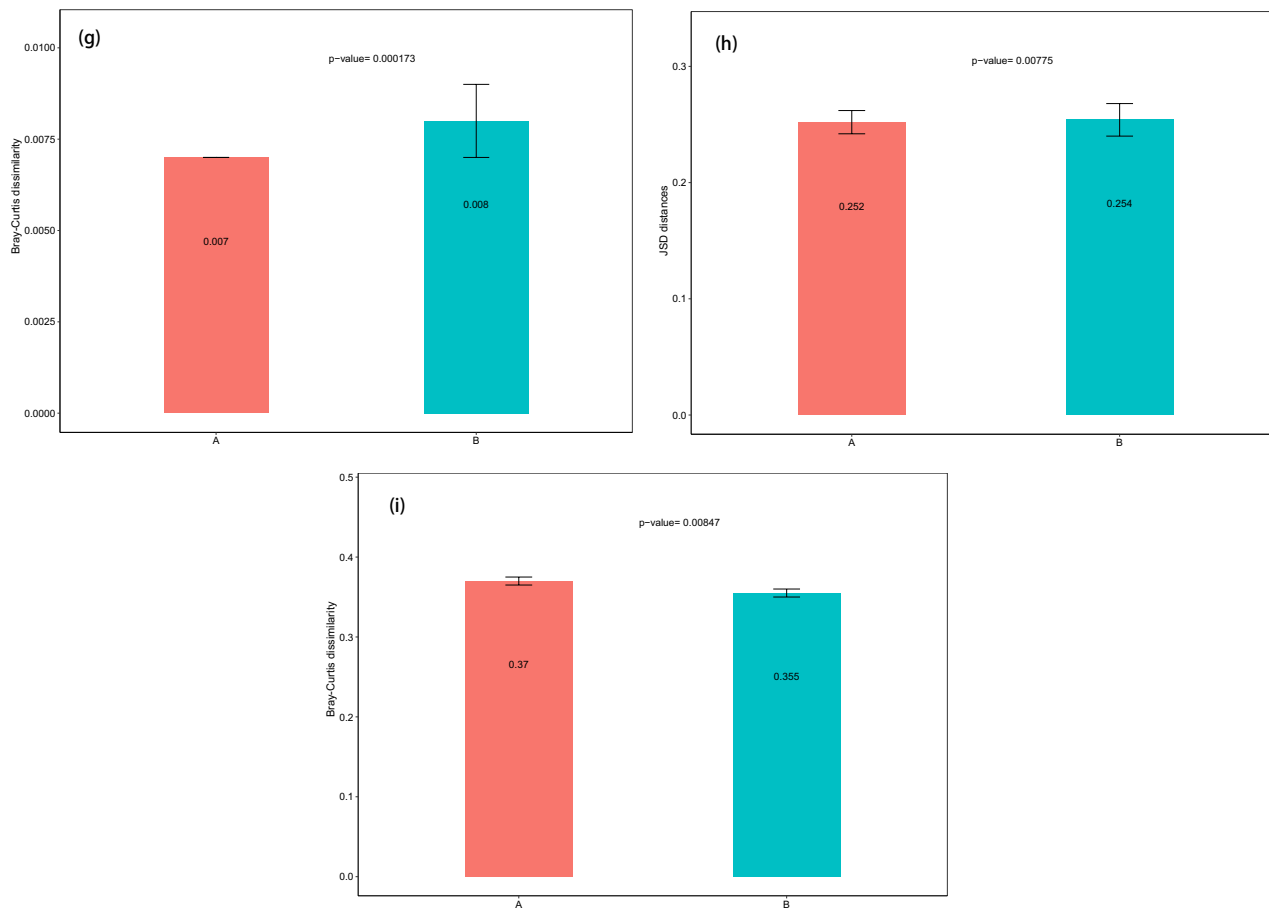 (g)
p−value= 0.000173
0.0100
0.0075
0.0050
0.0025
0.0000
Bray-Curtis dissimilarity
0.007
0.008
A
B
(h)
p−value= 0.00775
0.3
0.2
0.1
0.0
JSD distances
0.252
0.254
A
B
(i)
p−value= 0.00847
0.5
0.4
0.3
0.2
0.1
0.0
Bray-Curtis dissimilarity
0.37
0.355
A
B